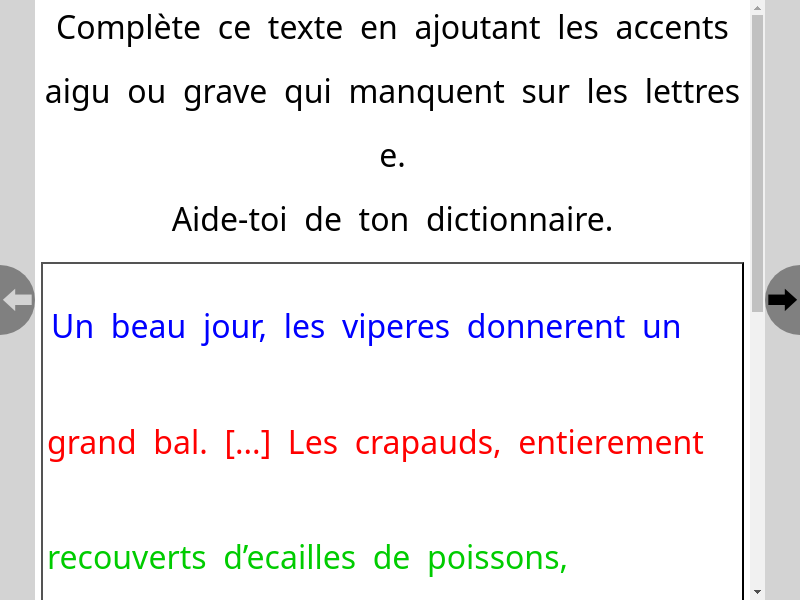 Complète ce texte en ajoutant les accents
aigu ou grave qui manquent sur les lettres
e.
Aide-toi de ton dictionnaire.
Un beau jour, les viperes donnerent un
grand bal. [...] Les crapauds, entierement
recouverts d’ecailles de poissons,